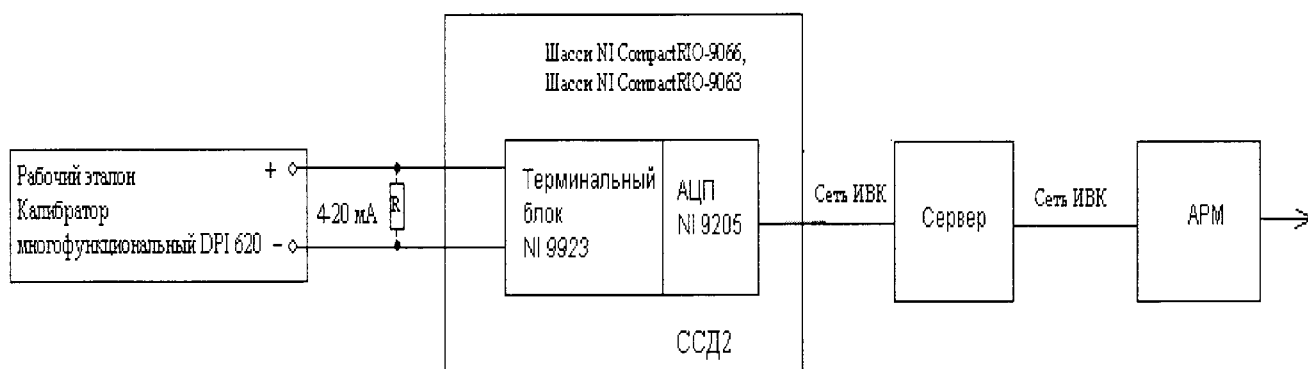 Шасси NI CompactRIO-9066,
Шасси NI CompactRIO-9063
Рабочий эталон
Калибратор
многофункциональный DPI 620
+
−
4-20 мА
R
Терминальный
блок
NI 9923
АЦП
NI 9205
ССД2
Сеть ИВК
Сервер
Сеть ИВК
АРМ